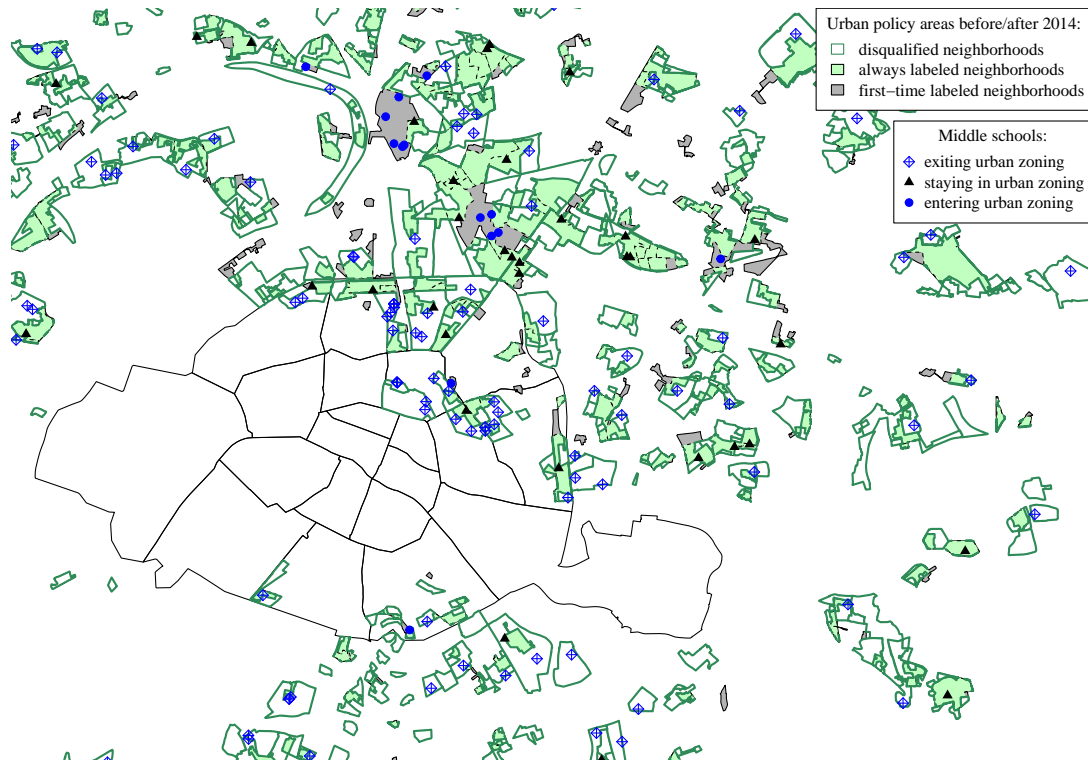 Urban policy areas before/after 2014:
disqualified neighborhoods
always labeled neighborhoods
first−time labeled neighborhoods
Middle schools:
exiting urban zoning
staying in urban zoning
entering urban zoning